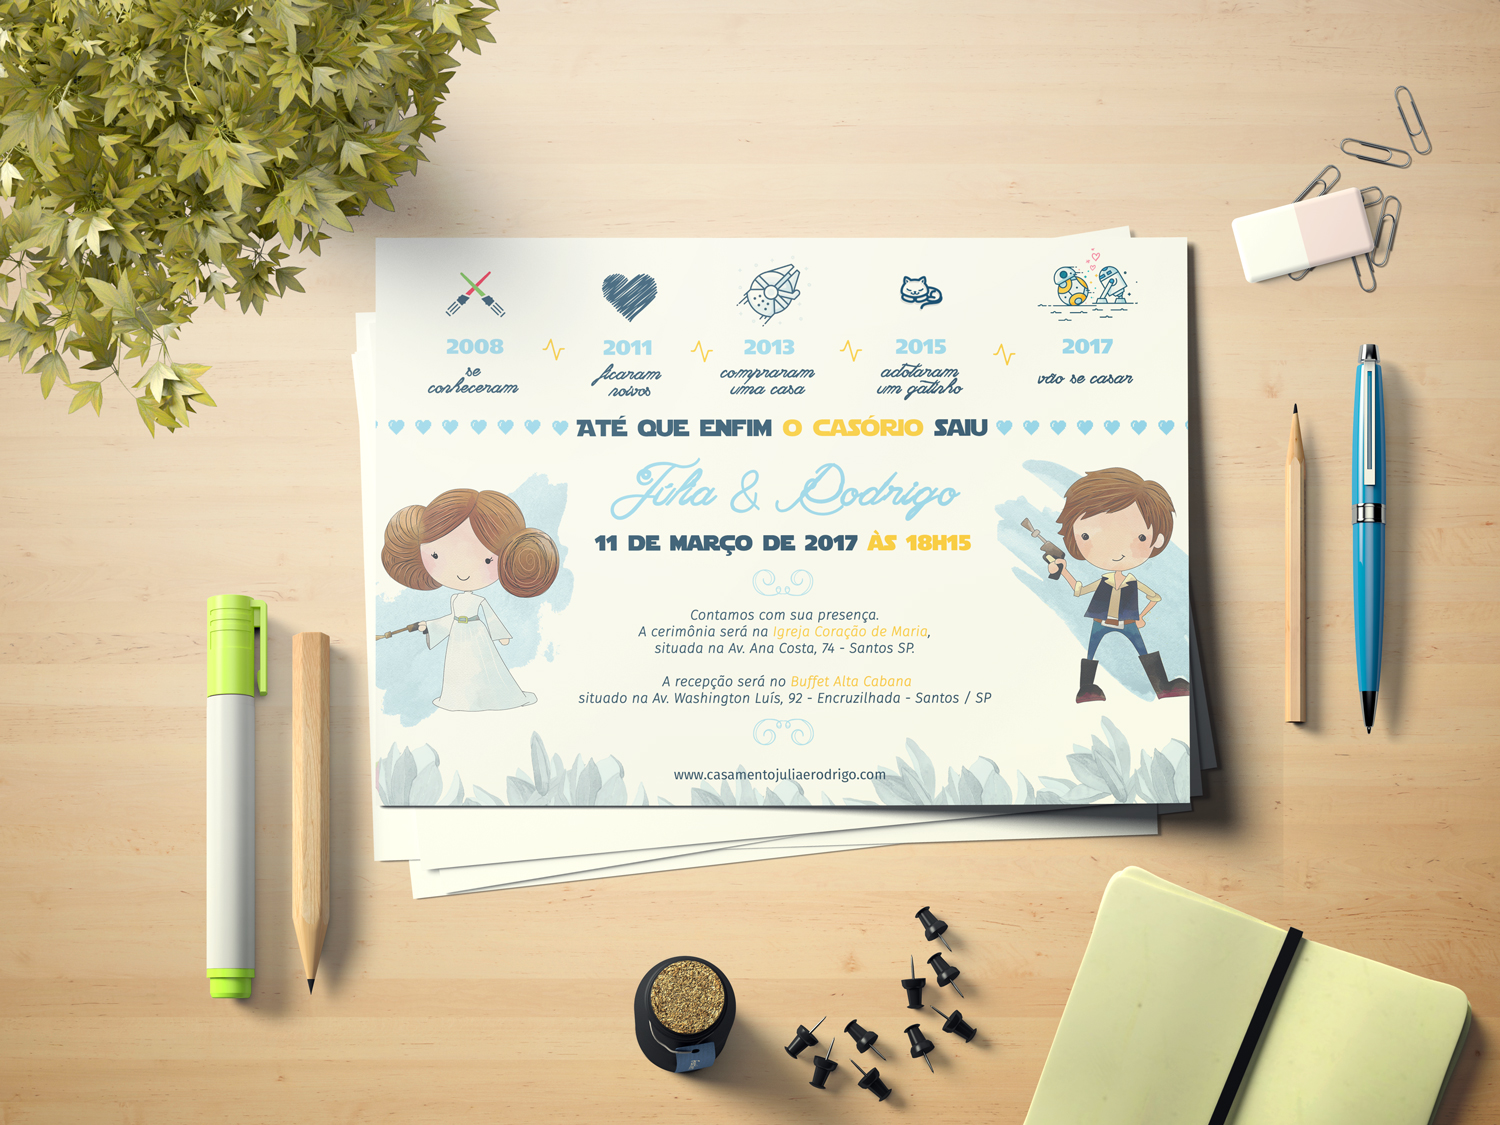 2008
se
conheceram
2011
ficaram
noivos
2013
compraram
uma casa
2015
adotaram
um gatinho
2017
vão se casar
ATÉ QUE ENFIM O CASÓRIO SAIU
Júlia & Rodrigo
11 DE MARÇO DE 2017 ÀS 18H15
Contamos com sua presença.
A cerimônia será na Igreja Coração de Maria,
situada na Av. Ana Costa, 74 - Santos SP.
A recepção será no Buffet Alta Cabana
situado na Av. Washington Luís, 92 - Encruzilhada - Santos / SP
www.casamentojuliaerodrigo.com